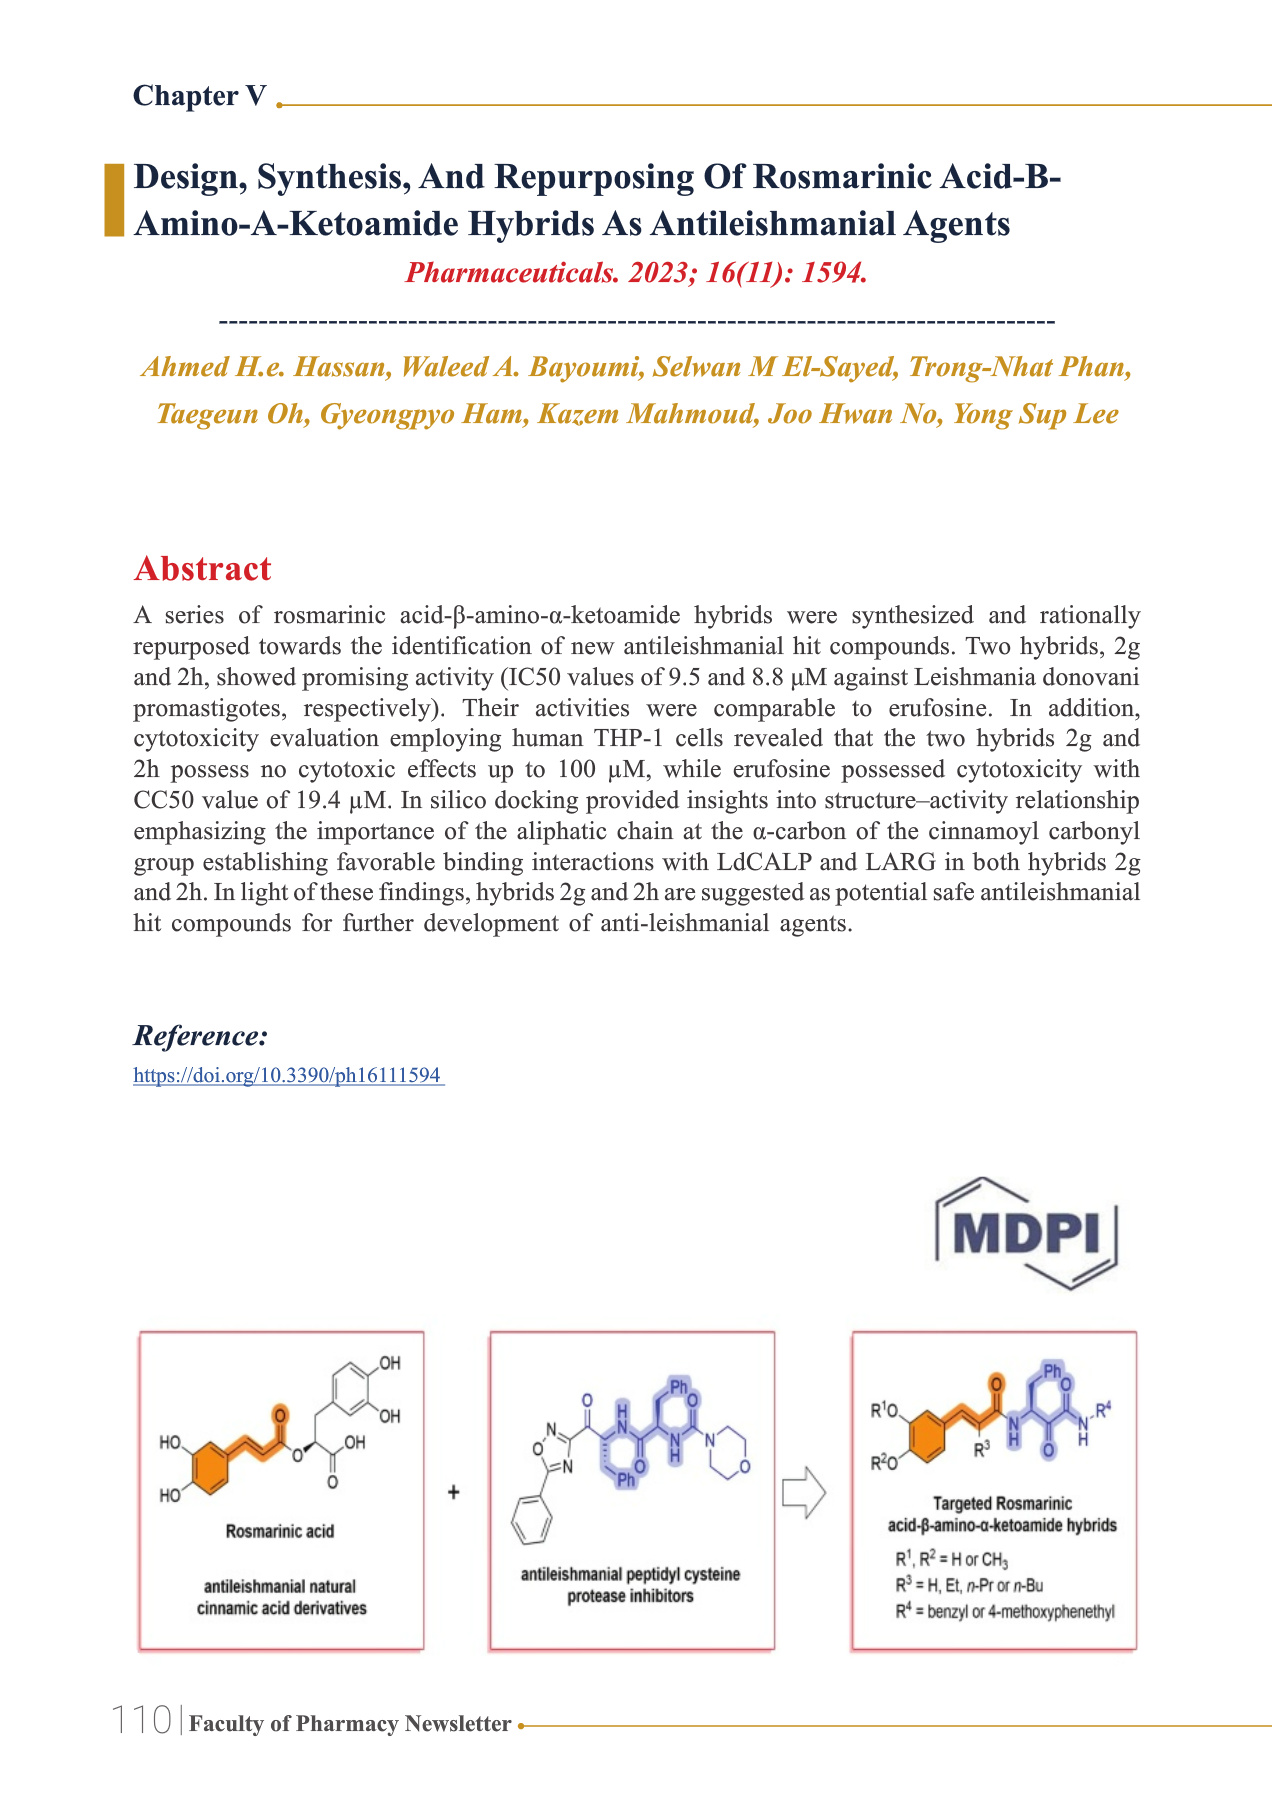 Chapter V
Design, Synthesis, And Repurposing Of Rosmarinic Acid-B-
Amino-A-Ketoamide Hybrids As Antileishmanial Agents
Pharmaceuticals. 2023; 16(11): 1594.
-------------------------------------------------------------------------------------
Ahmed H.e. Hassan, Waleed A. Bayoumi, Selwan M El-Sayed, Trong-Nhat Phan,
Taegeun Oh, Gyeongpyo Ham, Kazem Mahmoud, Joo Hwan No, Yong Sup Lee
Abstract
A series of rosmarinic acid-β-amino-α-ketoamide hybrids were synthesized and rationally
repurposed towards the identification of new antileishmanial hit compounds. Two hybrids, 2g
and 2h, showed promising activity (IC50 values of 9.5 and 8.8 μM against Leishmania donovani
promastigotes, respectively). Their activities were comparable to erufosine. In addition,
cytotoxicity evaluation employing human THP-1 cells revealed that the two hybrids 2g and
2h possess no cytotoxic effects up to 100 μM, while erufosine possessed cytotoxicity with
CC50 value of 19.4 μM. In silico docking provided insights into structure–activity relationship
emphasizing the importance of the aliphatic chain at the α-carbon of the cinnamoyl carbonyl
group establishing favorable binding interactions with LdCALP and LARG in both hybrids 2g
and 2h. In light of these findings, hybrids 2g and 2h are suggested as potential safe antileishmanial
hit compounds for further development of anti-leishmanial agents.
Reference:
https://doi.org/10.3390/ph16111594
MDPI
OH
OH
O
HO
O
OH
O
HO
Rosmarinic acid
antileishmanial natural
cinnamic acid derivatives
+
Ph
O
H
N
O
N
O
N
O
N
H
N
O
Ph
antileishmanial peptidyl cysteine
protease inhibitors
Ph
O
O
R¹O
R⁴
N
H
N
H
R³
O
R²O
Targeted Rosmarinic
acid-β-amino-α-ketoamide hybrids
R¹, R² = H or CH₃
R³ = H, Et, n-Pr or n-Bu
R⁴ = benzyl or 4-methoxyphenethyl
110 | Faculty of Pharmacy Newsletter